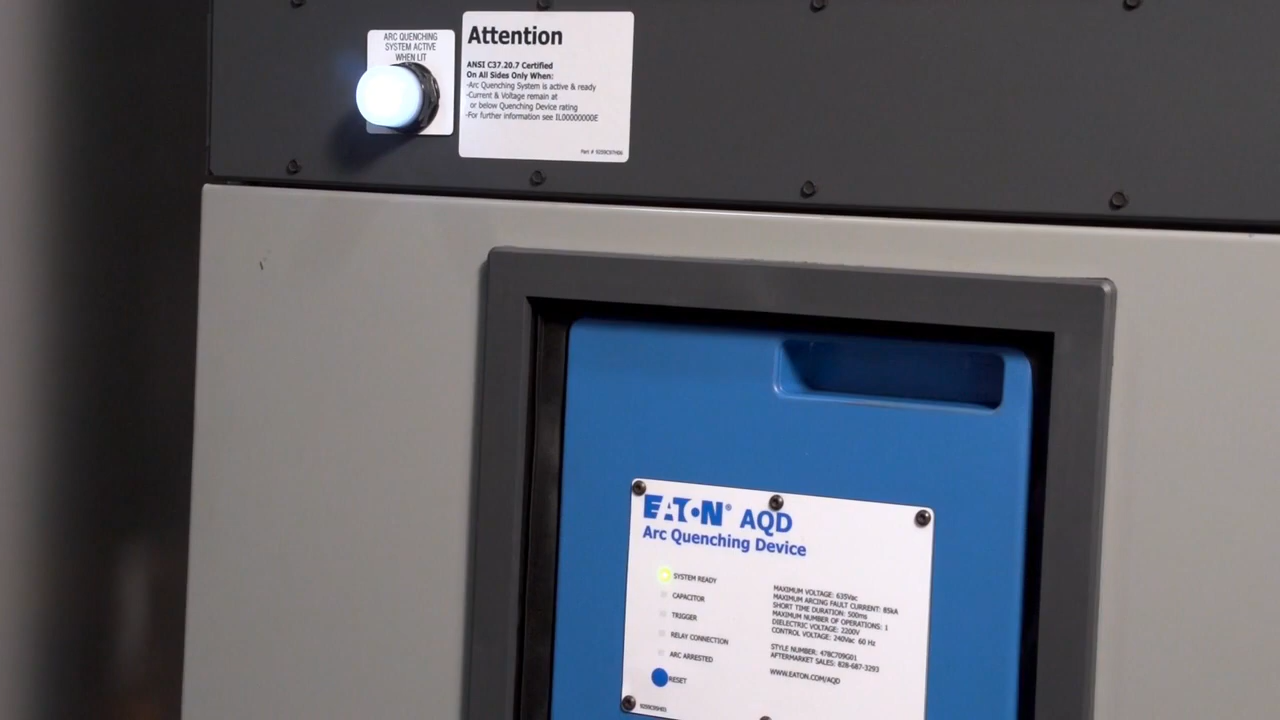 ARC QUENCHING
SYSTEM ACTIVE
WHEN LIT
Attention
ANSI C37.20.7 Certified
On All Sides Only When:
-Arc Quenching System is active & ready
-Current & Voltage remain at
or below Quenching Device rating
-For further information see IL00000000E
EATON® AQD
Arc Quenching Device
SYSTEM READY
CAPACITOR
TRIGGER
RELAY CONNECTION
ARC ARRESTED
RESET
MAXIMUM VOLTAGE: 635Vac
MAXIMUM ARCING FAULT CURRENT: 85kA
SHORT TIME DURATION: 500ms
MAXIMUM NUMBER OF OPERATIONS: 1
DIELECTRIC VOLTAGE: 2200V
CONTROL VOLTAGE: 240Vac 60 Hz
STYLE NUMBER: 47BC709G01
AFTERMARKET SALES: 828-687-3293
WWW.EATON.COM/AQD